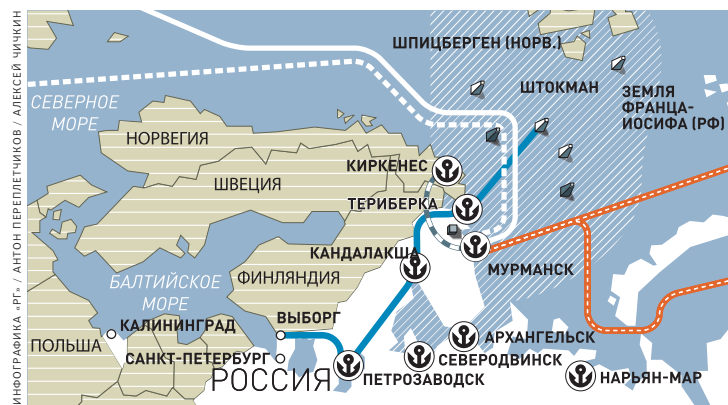 ИНФОГРАФИКА «РГ» / АНТОН ПЕРЕПЛЕТЧИКОВ / АЛЕКСЕЙ ЧИЧКИН
ШПИЦБЕРГЕН (НОРВ.)
ШТОКМАН
ЗЕМЛЯ
ФРАНЦА-
ИОСИФА (РФ)
СЕВЕРНОЕ
МОРЕ
НОРВЕГИЯ
КИРКЕНЕС
ШВЕЦИЯ
ТЕРИБЕРКА
КАНДАЛАКША
МУРМАНСК
БАЛТИЙСКОЕ
МОРЕ
ФИНЛЯНДИЯ
ВЫБОРГ
КАЛИНИНГРАД
ПОЛЬША
САНКТ-ПЕТЕРБУРГ
РОССИЯ
ПЕТРОЗАВОДСК
АРХАНГЕЛЬСК
СЕВЕРОДВИНСК
НАРЬЯН-МАР